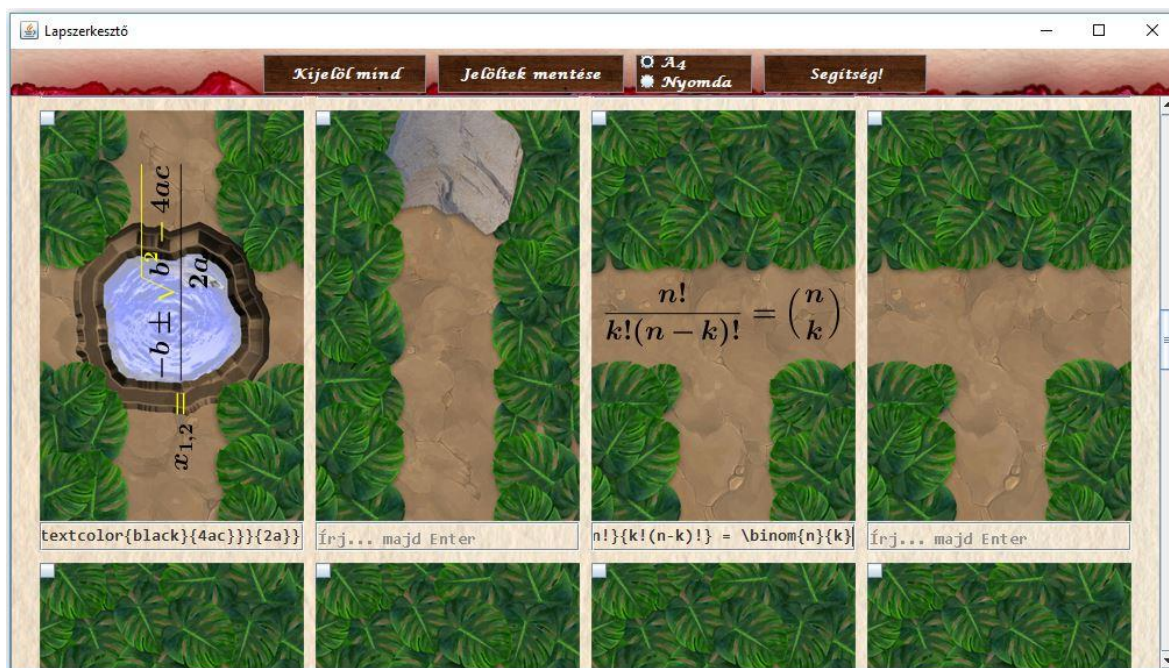 Lapszerkesztő
Kijelöl mind
Jelöltek mentése
A4
Nyomda
Segítség!
x_{1,2} = \frac{-b \pm \sqrt{b^2 - 4ac}}{2a}
\frac{n!}{k!(n-k)!} = \binom{n}{k}
textcolor{black}{4ac}}}{2a}}
Írj... majd Enter
n!}{k!(n-k)!} = \binom{n}{k}
Írj... majd Enter